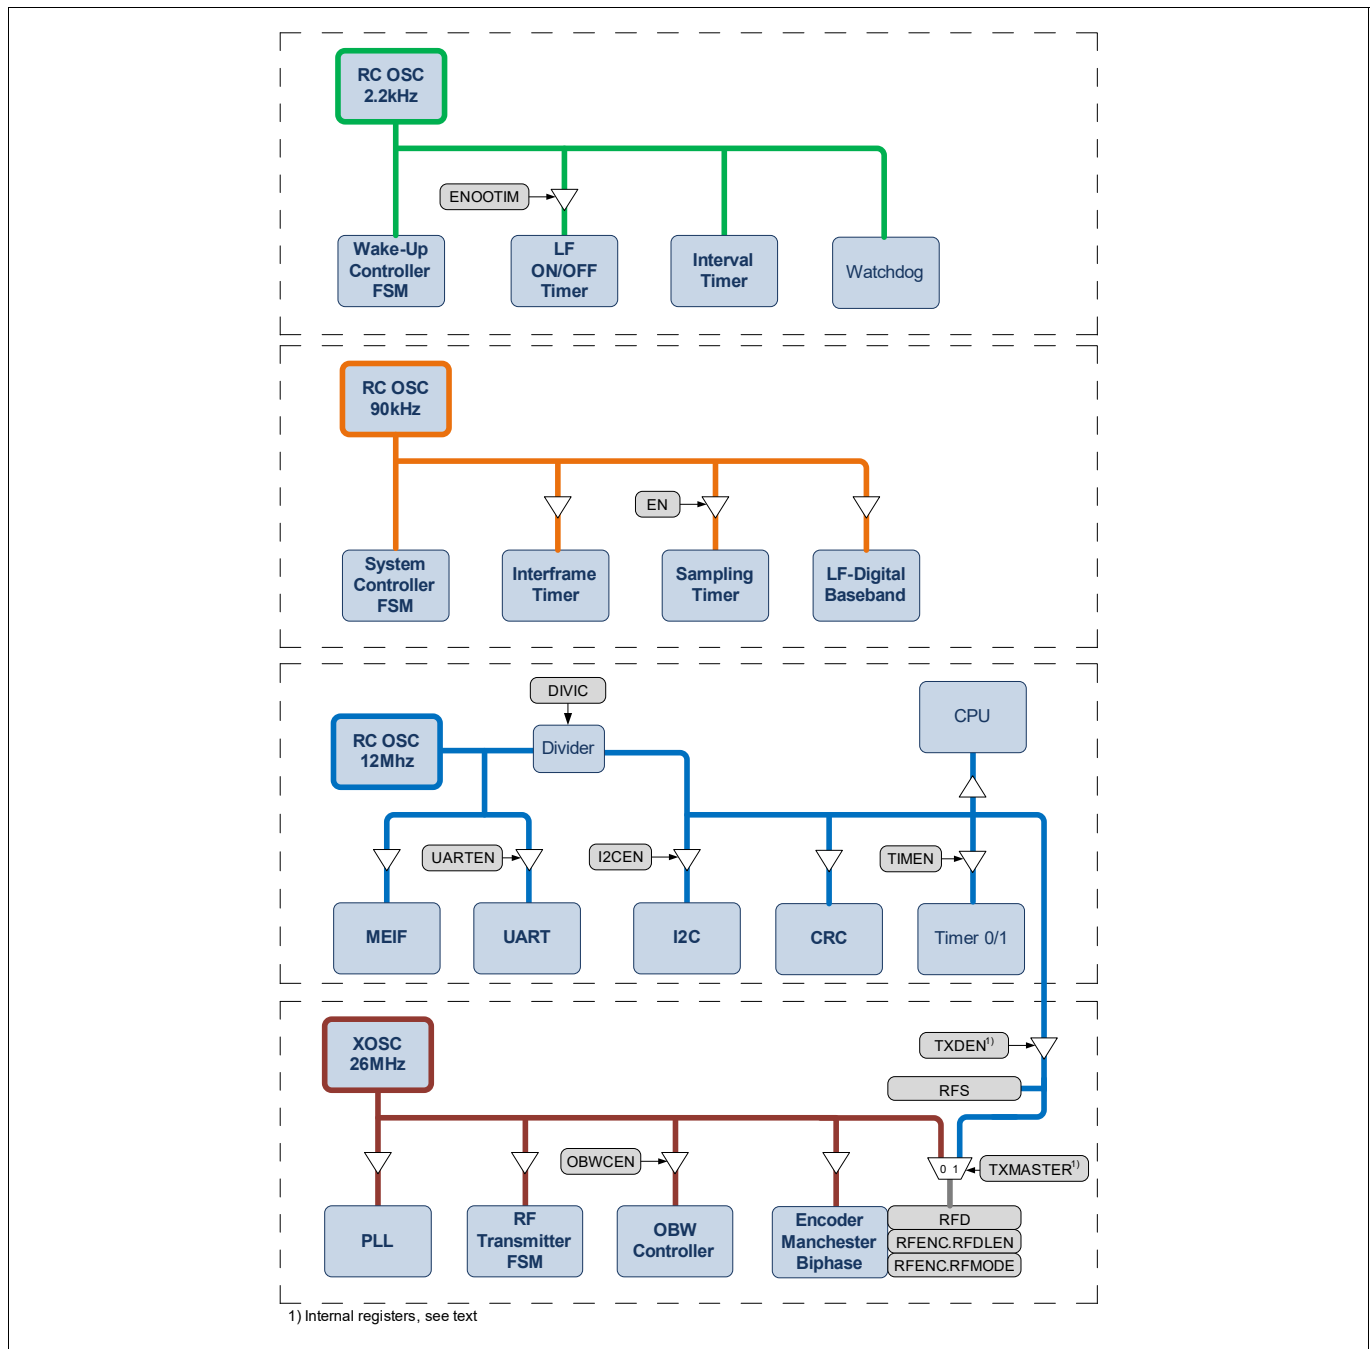 RC OSC
2.2kHz
ENOOTIM
Wake-Up
Controller
FSM
LF
ON/OFF
Timer
Interval
Timer
Watchdog
RC OSC
90kHz
EN
System
Controller
FSM
Interframe
Timer
Sampling
Timer
LF-Digital
Baseband
DIVIC
CPU
RC OSC
12Mhz
Divider
UARTEN
I2CEN
TIMEN
MEIF
UART
I2C
CRC
Timer 0/1
XOSC
26MHz
TXDEN1)
RFS
OBWCEN
0 1
TXMASTER1)
PLL
RF
Transmitter
FSM
OBW
Controller
Encoder
Manchester
Biphase
RFD
RFENC.RFDLEN
RFENC.RFMODE
1) Internal registers, see text